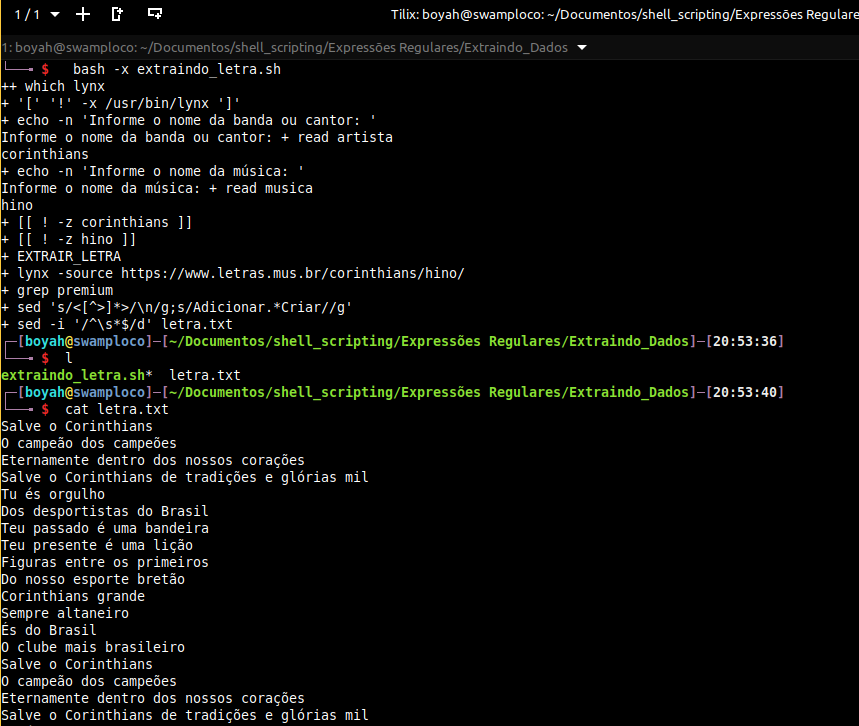 1 / 1
Tilix: boyah@swamploco: ~/Documentos/shell_scripting/Expressões Regulare
1: boyah@swamploco: ~/Documentos/shell_scripting/Expressões Regulares/Extraindo_Dados
$ bash -x extraindo_letra.sh
++ which lynx
+ '[' '!' -x /usr/bin/lynx ']'
+ echo -n 'Informe o nome da banda ou cantor: '
Informe o nome da banda ou cantor: + read artista
corinthians
+ echo -n 'Informe o nome da música: '
Informe o nome da música: + read musica
hino
+ [[ ! -z corinthians ]]
+ [[ ! -z hino ]]
+ EXTRAIR_LETRA
+ lynx -source https://www.letras.mus.br/corinthians/hino/
+ grep premium
+ sed 's/<[^>]*>/\n/g;s/Adicionar.*Criar//g'
+ sed -i '/^\s*$/d' letra.txt
┌─[boyah@swamploco]─[~/Documentos/shell_scripting/Expressões Regulares/Extraindo_Dados]─[20:53:36]
└──╼ $ l
extraindo_letra.sh* letra.txt
┌─[boyah@swamploco]─[~/Documentos/shell_scripting/Expressões Regulares/Extraindo_Dados]─[20:53:40]
└──╼ $ cat letra.txt
Salve o Corinthians
O campeão dos campeões
Eternamente dentro dos nossos corações
Salve o Corinthians de tradições e glórias mil
Tu és orgulho
Dos desportistas do Brasil
Teu passado é uma bandeira
Teu presente é uma lição
Figuras entre os primeiros
Do nosso esporte bretão
Corinthians grande
Sempre altaneiro
És do Brasil
O clube mais brasileiro
Salve o Corinthians
O campeão dos campeões
Eternamente dentro dos nossos corações
Salve o Corinthians de tradições e glórias mil